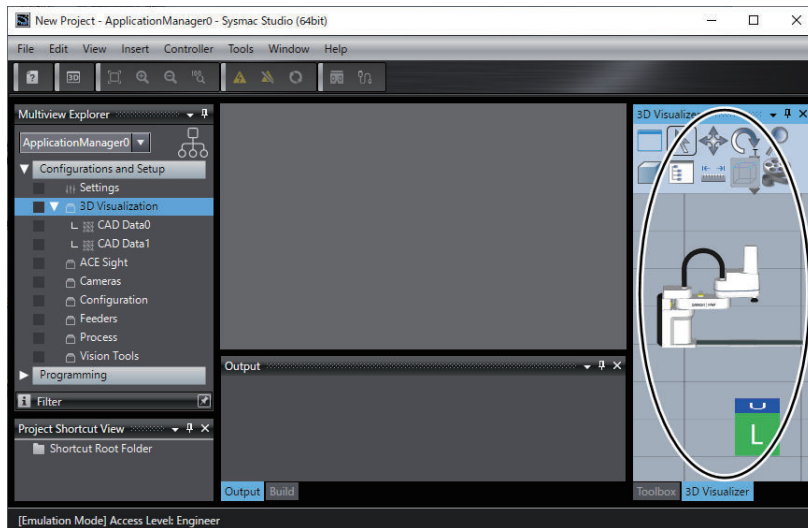 New Project - ApplicationManager0 - Sysmac Studio (64bit)
File Edit View Insert Controller Tools Window Help
3D
Multiview Explorer
ApplicationManager0
Configurations and Setup
Settings
3D Visualization
CAD Data0
CAD Data1
ACE Sight
Cameras
Configuration
Feeders
Process
Vision Tools
Programming
Filter
Project Shortcut View
Shortcut Root Folder
Output
Output Build
3D Visualizer
L
Toolbox 3D Visualizer
[Emulation Mode] Access Level: Engineer